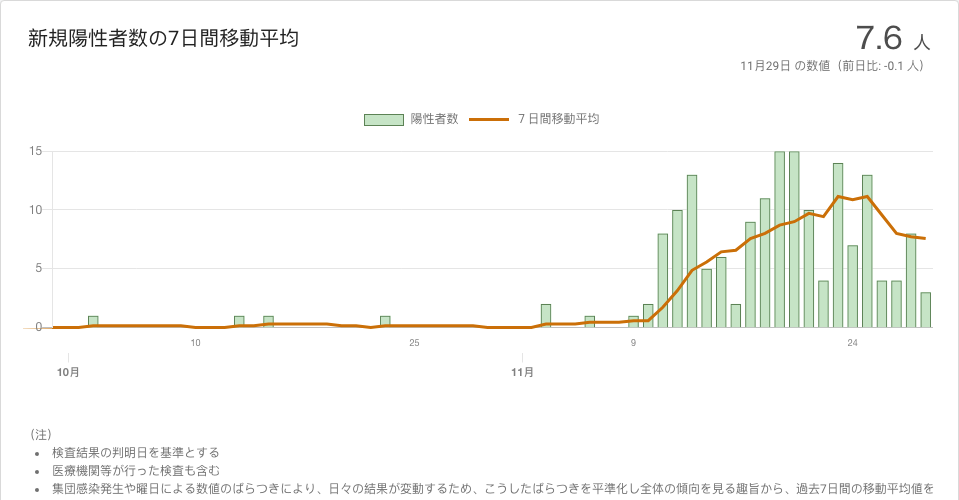 新規陽性者数の7日間移動平均
7.6 人
11月29日 の数値（前日比: -0.1 人）
陽性者数 7 日間移動平均
15
10
5
0
10 25 9 24
10月 11月
（注）
検査結果の判明日を基準とする
医療機関等が行った検査も含む
集団感染発生や曜日による数値のばらつきにより、日々の結果が変動するため、こうしたばらつきを平準化し全体の傾向を見る趣旨から、過去7日間の移動平均値を